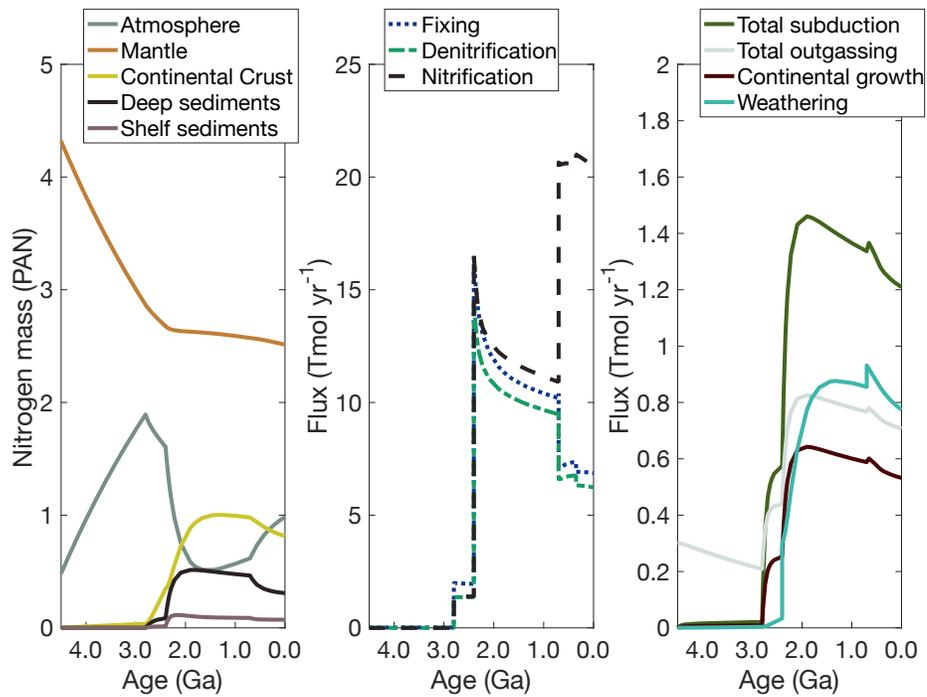 Atmosphere
Mantle
Continental Crust
Deep sediments
Shelf sediments
5
4
3
2
1
0
Nitrogen mass (PAN)
4.0 3.0 2.0 1.0 0.0
Age (Ga)
Fixing
Denitrification
Nitrification
25
20
15
10
5
0
Flux (Tmol yr⁻¹)
4.0 3.0 2.0 1.0 0.0
Age (Ga)
Total subduction
Total outgassing
Continental growth
Weathering
2
1.8
1.6
1.4
1.2
1
0.8
0.6
0.4
0.2
0
Flux (Tmol yr⁻¹)
4.0 3.0 2.0 1.0 0.0
Age (Ga)